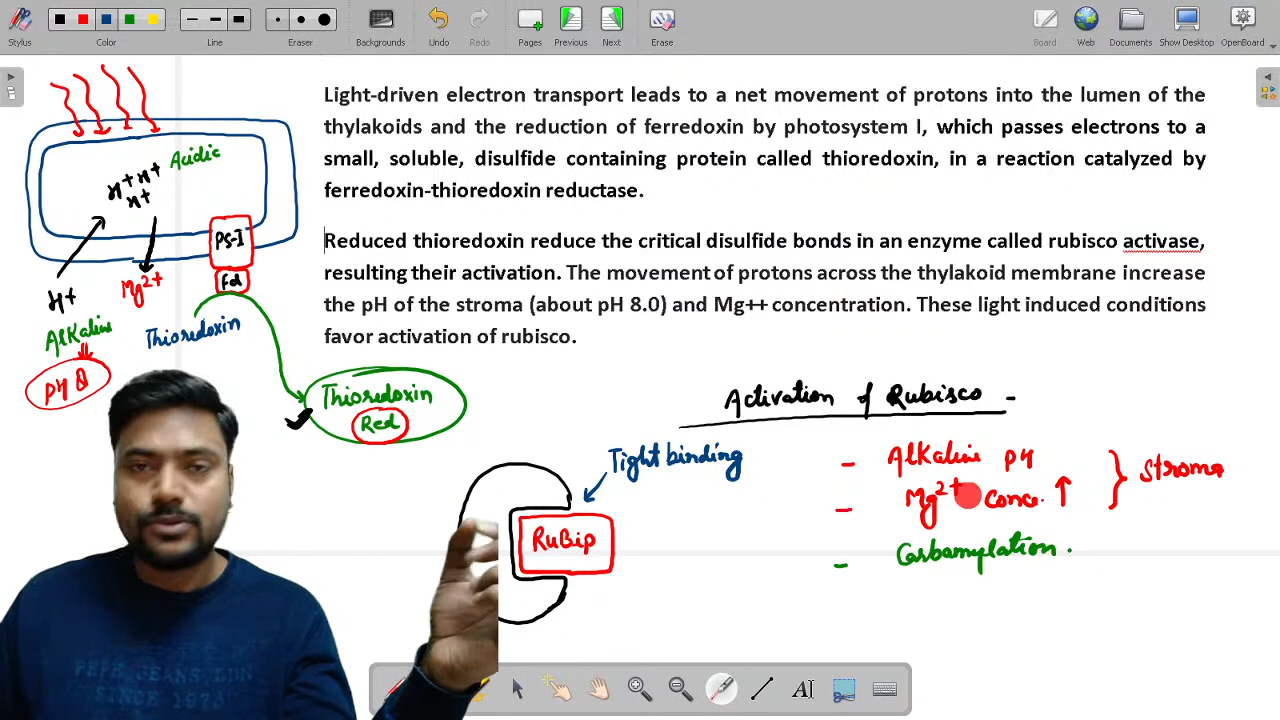 Stylus
Color
Line
Eraser
Backgrounds
Undo
Redo
Pages
Previous
Next
Erase
Board
Web
Documents
Show Desktop
OpenBoard
Light-driven electron transport leads to a net movement of protons into the lumen of the
thylakoids and the reduction of ferredoxin by photosystem I, which passes electrons to a
small, soluble, disulfide containing protein called thioredoxin, in a reaction catalyzed by
ferredoxin-thioredoxin reductase.
Reduced thioredoxin reduce the critical disulfide bonds in an enzyme called rubisco activase,
resulting their activation. The movement of protons across the thylakoid membrane increase
the pH of the stroma (about pH 8.0) and Mg++ concentration. These light induced conditions
favor activation of rubisco.
Acidic
H+ H+
H+
PS-I
Fd
Mg2+
H+
Alkaline
Thioredoxin
pH 8
Thioredoxin
Red
Activation of Rubisco -
Tight binding
RuBip
- Alkaline pH
- Mg2+ Conc. ↑
} Stroma
- Carbamylation.
PEPE JEANS LDN
SINCE 1973
AI